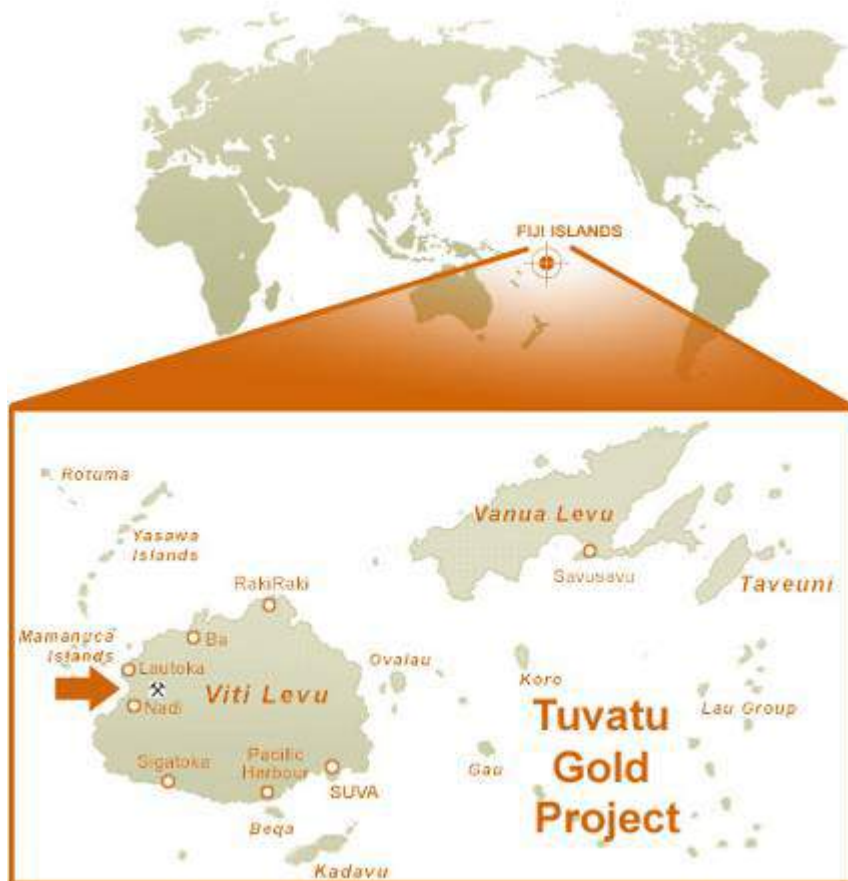 FIJI ISLANDS
Rotuma
Yasawa
Islands
Vanua Levu
Savusavu
Taveuni
RakiRaki
Ba
Mamanuca
Islands
Lautoka
Viti Levu
Nadi
Ovalau
Koro
Lau Group
Tuvatu
Gold
Project
Gau
Sigatoka
Pacific
Harbour
SUVA
Beqa
Kadavu